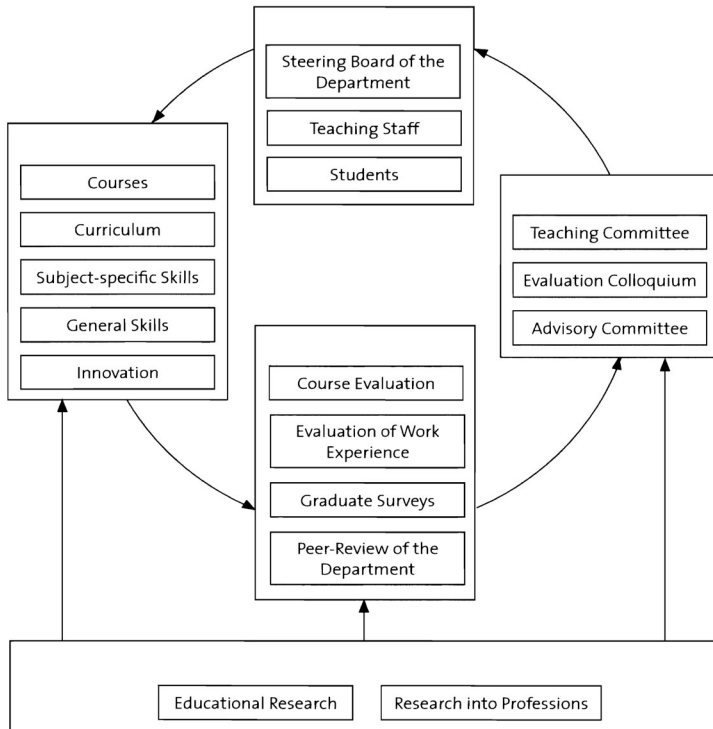 Steering Board of the
Department
Teaching Staff
Students
Courses
Curriculum
Subject-specific Skills
General Skills
Innovation
Teaching Committee
Evaluation Colloquium
Advisory Committee
Course Evaluation
Evaluation of Work
Experience
Graduate Surveys
Peer-Review of the
Department
Educational Research
Research into Professions